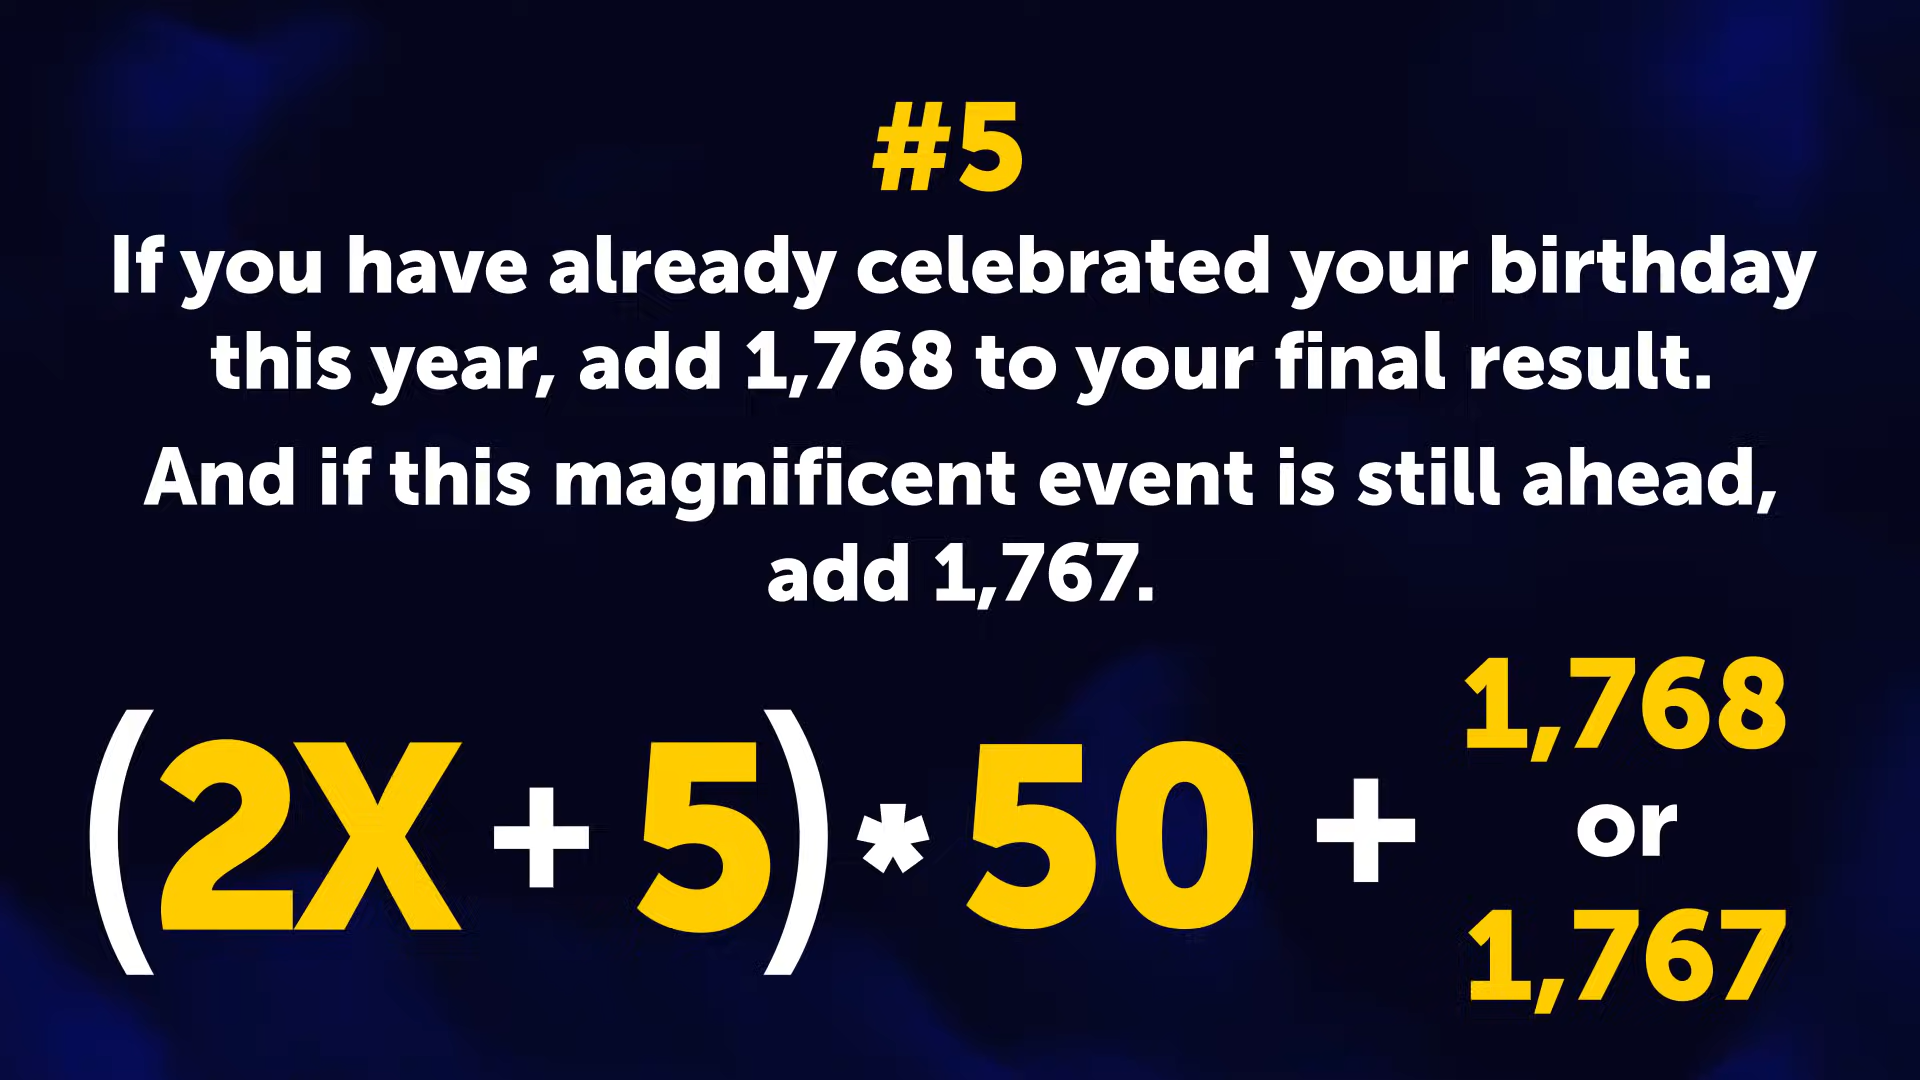 #5
If you have already celebrated your birthday
this year, add 1,768 to your final result.
And if this magnificent event is still ahead,
add 1,767.
(2X + 5) * 50 + 1,768
or
1,767